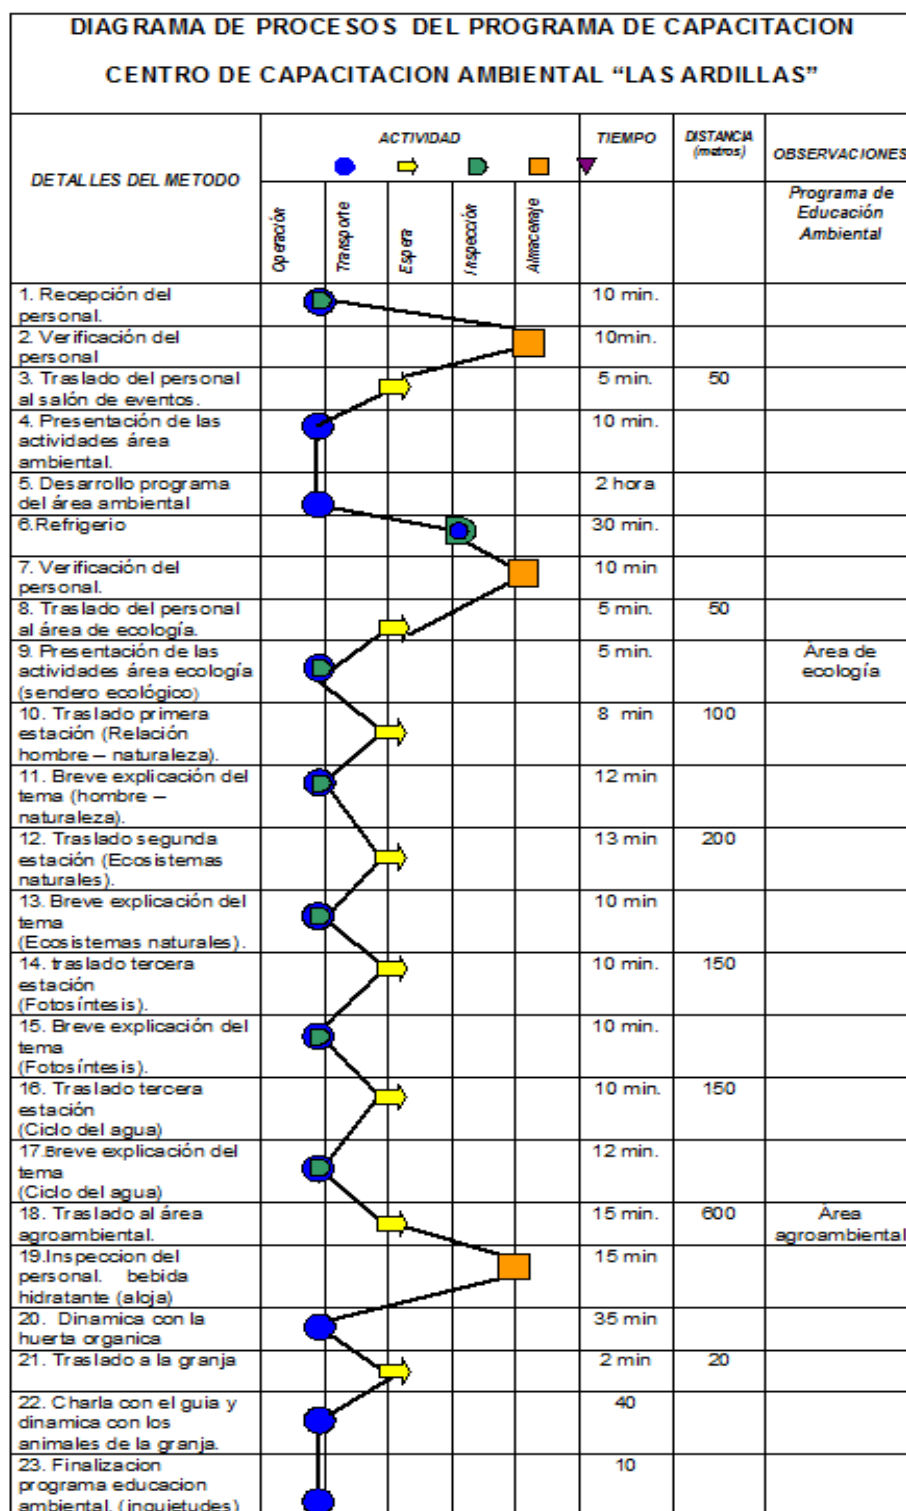 DIAGRAMA DE PROCESOS DEL PROGRAMA DE CAPACITACION
CENTRO DE CAPACITACION AMBIENTAL “LAS ARDILLAS”
DETALLES DEL METODO
ACTIVIDAD
TIEMPO
DISTANCIA
(metros)
OBSERVACIONES
Operación
Transporte
Espera
Inspección
Almacenaje
Programa de
Educación
Ambiental
1. Recepción del
personal.
10 min.
2. Verificación del
personal
10min.
3. Traslado del personal
al salón de eventos.
5 min.
50
4. Presentación de las
actividades área
ambiental.
10 min.
5. Desarrollo programa
del área ambiental
2 hora
6.Refrigerio
30 min.
7. Verificación del
personal.
10 min
8. Traslado del personal
al área de ecología.
5 min.
50
9. Presentación de las
actividades área ecología
(sendero ecológico)
5 min.
Área de
ecología
10. Traslado primera
estación (Relación
hombre – naturaleza).
8 min
100
11. Breve explicación del
tema (hombre –
naturaleza).
12 min
12. Traslado segunda
estación (Ecosistemas
naturales).
13 min
200
13. Breve explicación del
tema
(Ecosistemas naturales).
10 min
14. traslado tercera
estación
(Fotosíntesis).
10 min.
150
15. Breve explicación del
tema
(Fotosíntesis).
10 min.
16. Traslado tercera
estación
(Ciclo del agua)
10 min.
150
17.Breve explicación del
tema
(Ciclo del agua)
12 min.
18. Traslado al área
agroambiental.
15 min.
600
Área
agroambiental
19.Inspeccion del
personal. bebida
hidratante (aloja)
15 min
20. Dinamica con la
huerta organica
35 min
21. Traslado a la granja
2 min
20
22. Charla con el guia y
dinamica con los
animales de la granja.
40
23. Finalizacion
programa educacion
ambiental. (inquietudes)
10